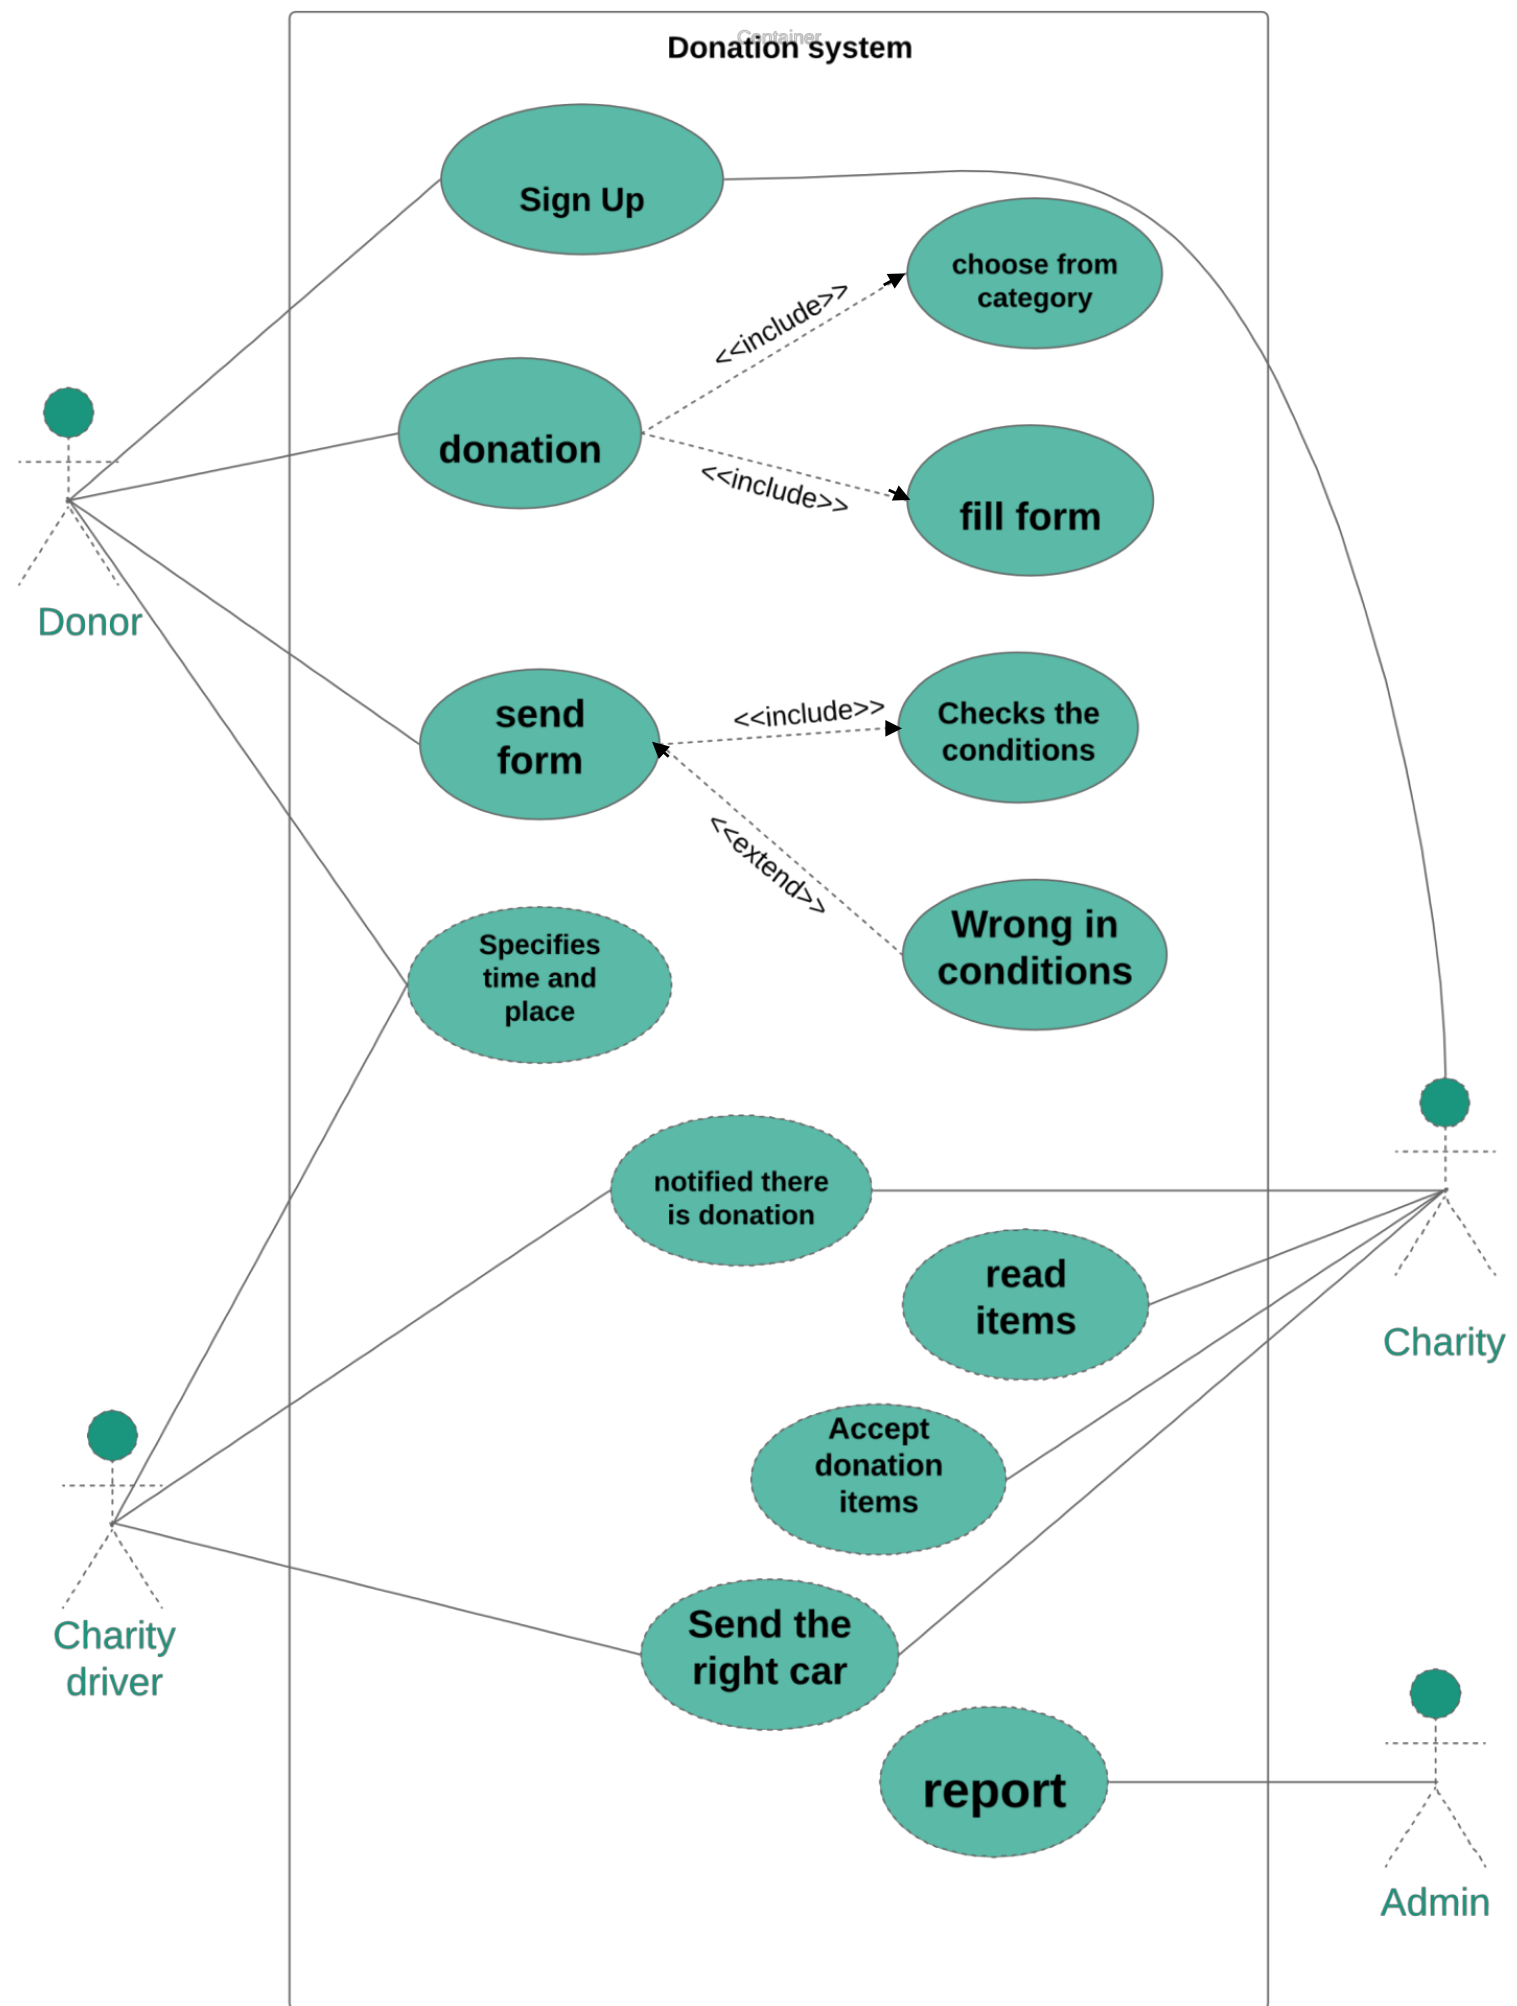 Container
Donation system
Sign Up
choose from
category
<<include>>
donation
<<include>>
fill form
Donor
send
form
<<include>>
Checks the
conditions
<<extend>>
Wrong in
conditions
Specifies
time and
place
notified there
is donation
read
items
Charity
Accept
donation
items
Send the
right car
Charity
driver
report
Admin